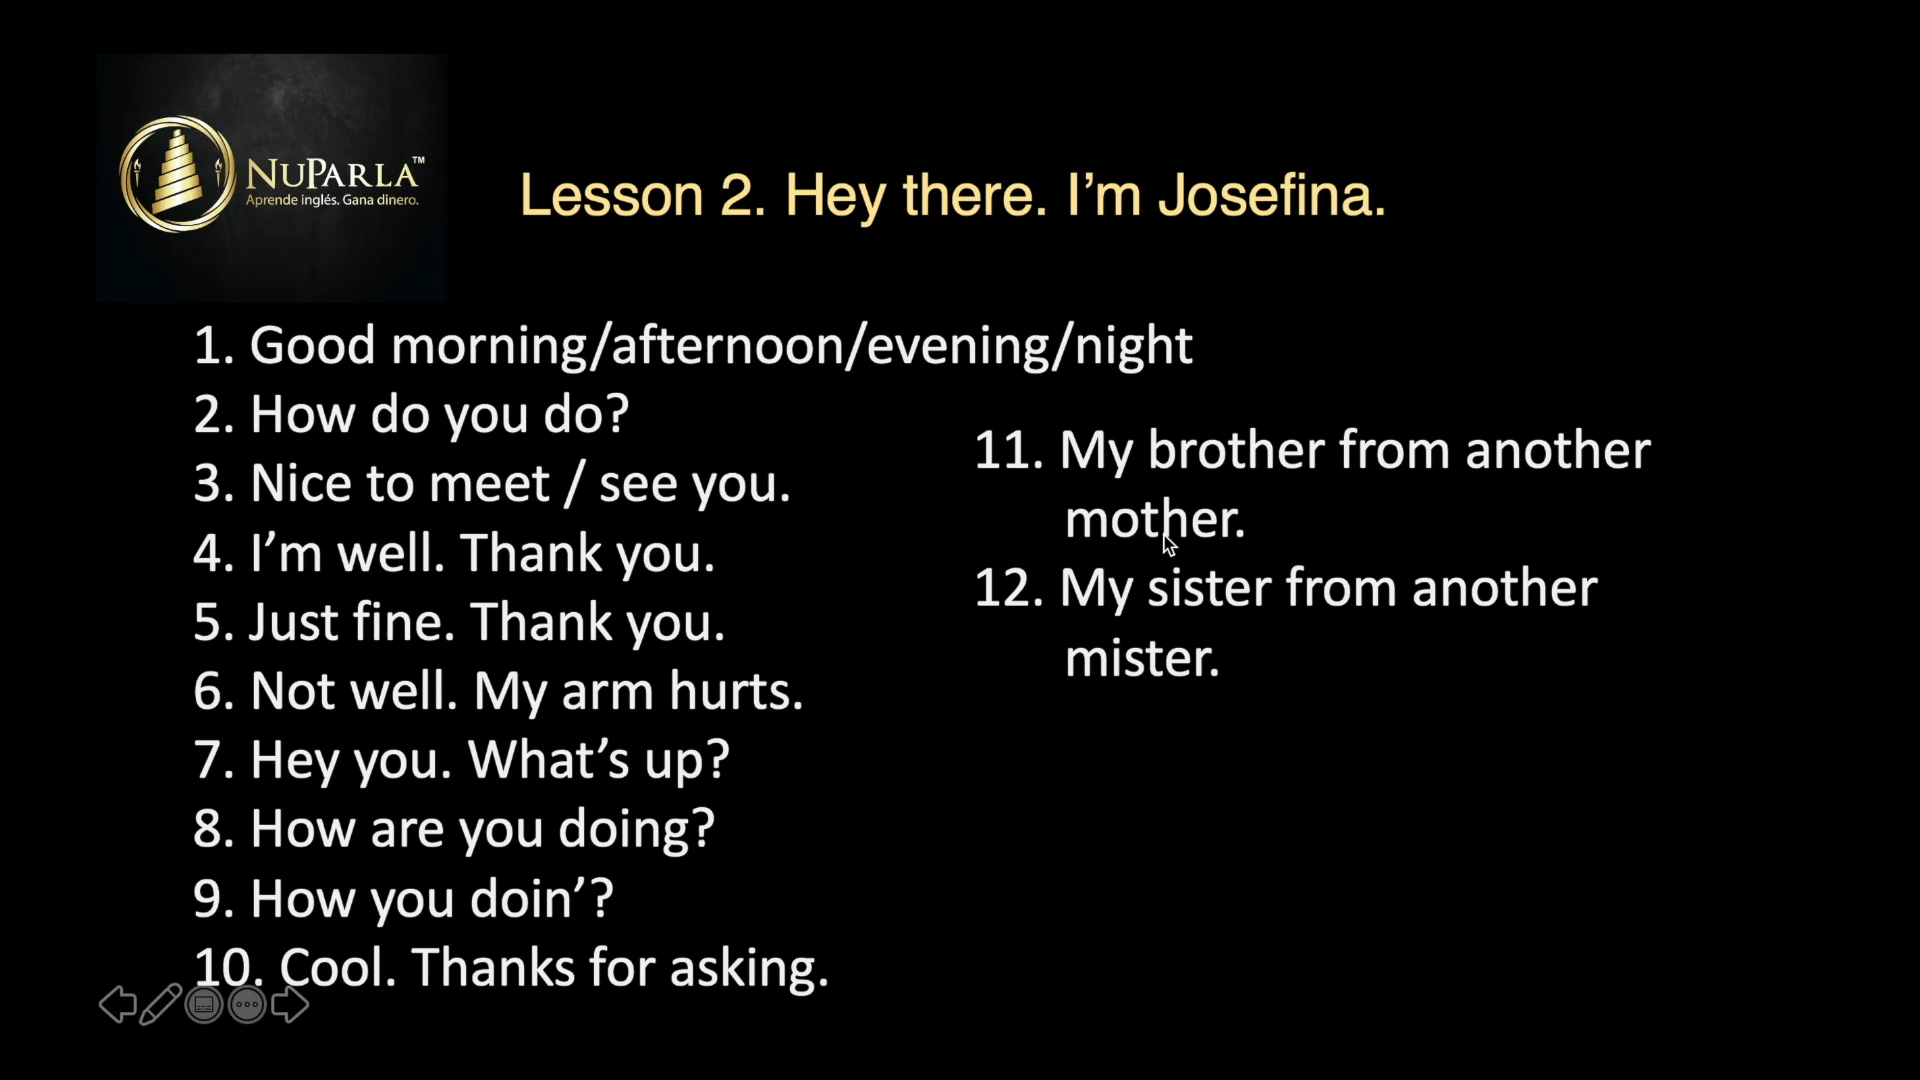 NuParla™
Aprende inglés. Gana dinero.
Lesson 2. Hey there. I’m Josefina.
1. Good morning/afternoon/evening/night
2. How do you do?
3. Nice to meet / see you.
4. I’m well. Thank you.
5. Just fine. Thank you.
6. Not well. My arm hurts.
7. Hey you. What’s up?
8. How are you doing?
9. How you doin’?
10. Cool. Thanks for asking.
11. My brother from another
mother.
12. My sister from another
mister.